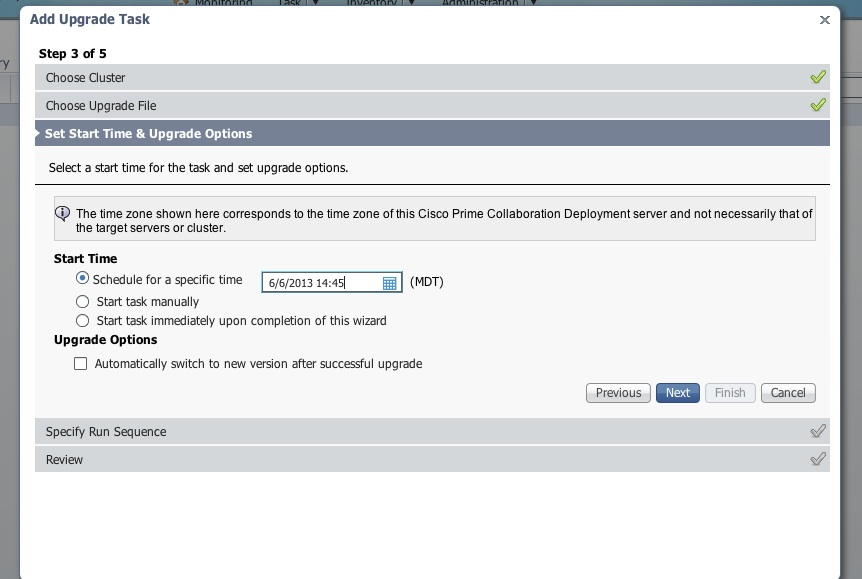 Monitoring Task Inventory Administration
Add Upgrade Task
ry
Step 3 of 5
Choose Cluster
Choose Upgrade File
Set Start Time & Upgrade Options
Select a start time for the task and set upgrade options.
The time zone shown here corresponds to the time zone of this Cisco Prime Collaboration Deployment server and not necessarily that of
the target servers or cluster.
Start Time
Schedule for a specific time 6/6/2013 14:45 (MDT)
Start task manually
Start task immediately upon completion of this wizard
Upgrade Options
Automatically switch to new version after successful upgrade
Previous Next Finish Cancel
Specify Run Sequence
Review